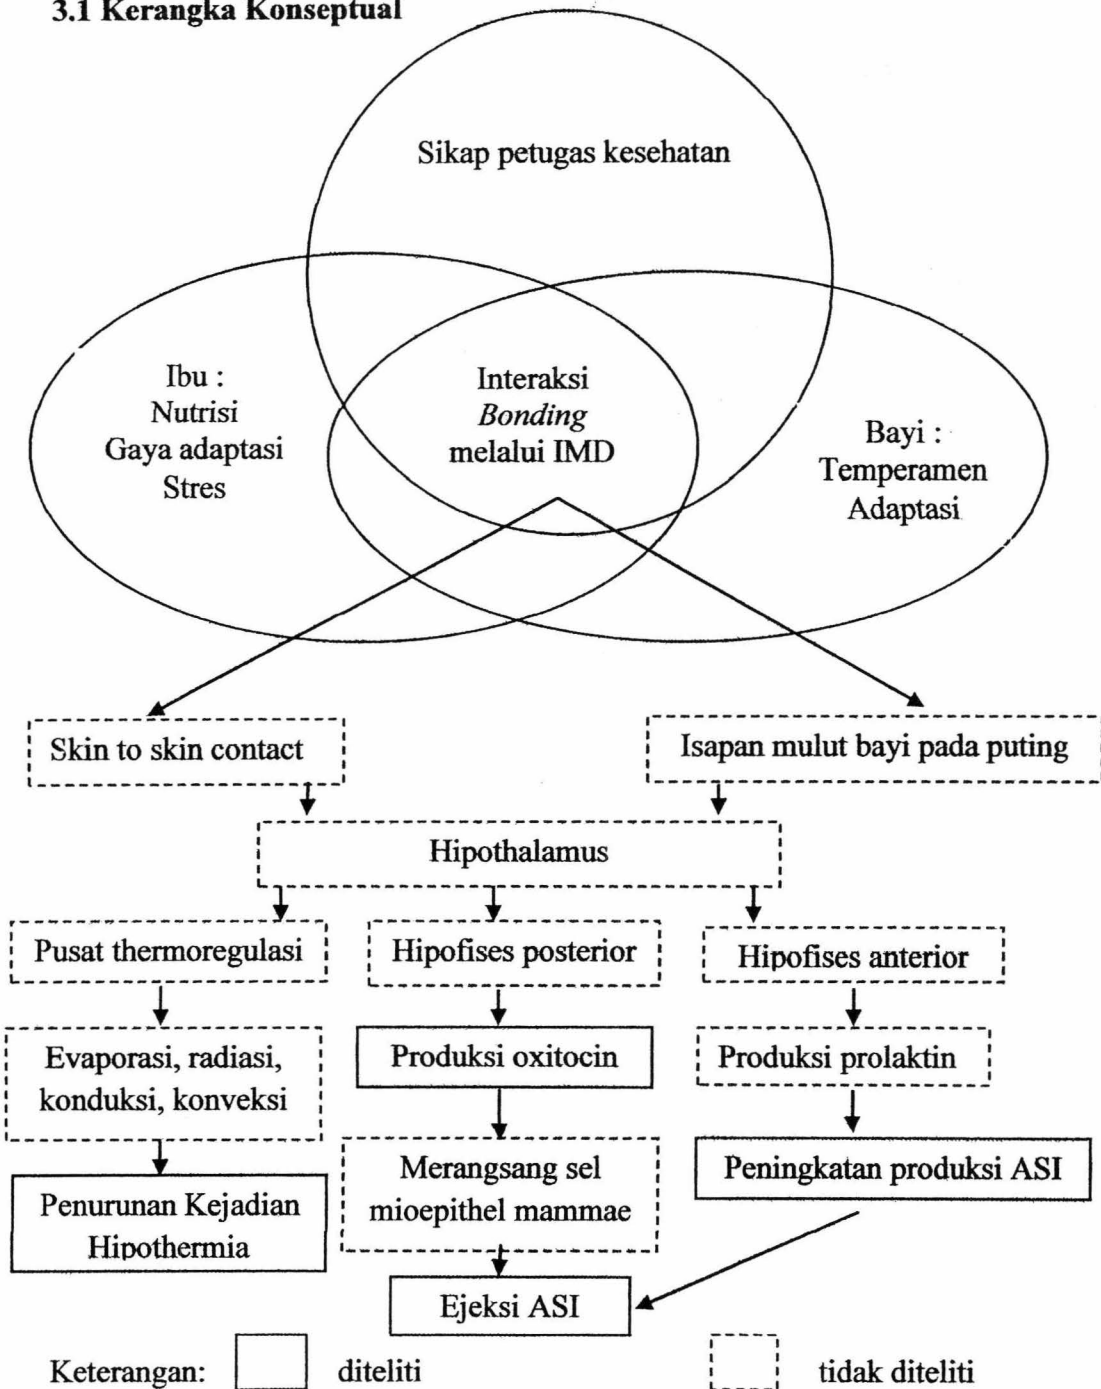 3.1 Kerangka Konseptual
Sikap petugas kesehatan
Ibu :
Nutrisi
Gaya adaptasi
Stres
Interaksi
Bonding
melalui IMD
Bayi :
Temperamen
Adaptasi
Skin to skin contact
Isapan mulut bayi pada puting
Hipothalamus
Pusat thermoregulasi
Hipofises posterior
Hipofises anterior
Evaporasi, radiasi,
konduksi, konveksi
Produksi oxitocin
Produksi prolaktin
Merangsang sel
mioepithel mammae
Peningkatan produksi ASI
Penurunan Kejadian
Hipothermia
Ejeksi ASI
Keterangan: diteliti tidak diteliti